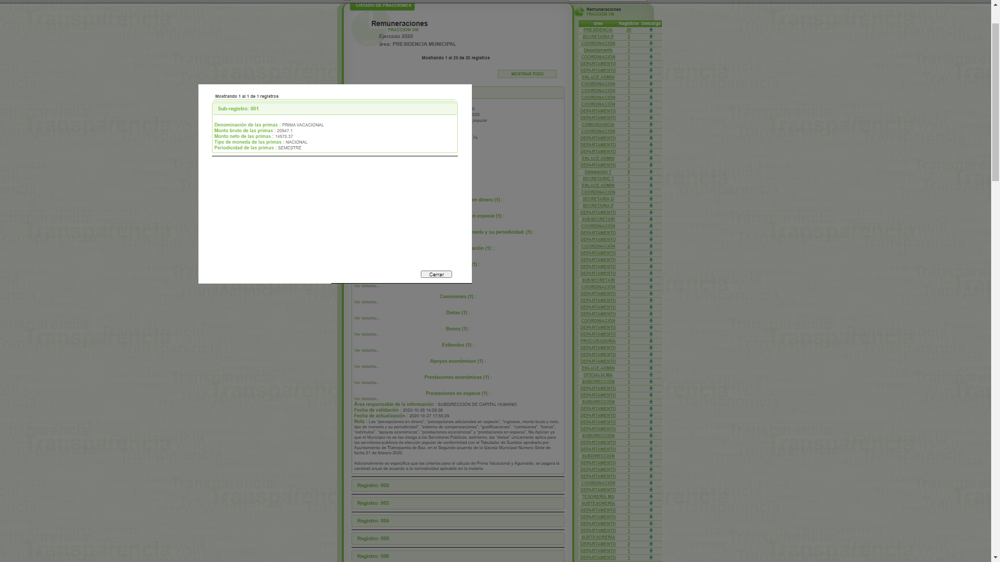 LISTADO DE FRACCIONES
Remuneraciones
FRACCIÓN VIII
Ejercicio 2020
área: PRESIDENCIA MUNICIPAL
Mostrando 1 al 20 de 20 registros
MOSTRAR TODO
Mostrando 1 al 1 de 1 registros
Sub-registro: 001
Denominación de las primas : PRIMA VACACIONAL
Monto bruto de las primas : 20547.1
Monto neto de las primas : 14570.37
Tipo de moneda de las primas : NACIONAL
Periodicidad de las primas : SEMESTRE
Cerrar
2020
popular
7a
en dinero (1) :
en especie (1) :
neda y su periodicidad. (1) :
ación (1) :
(1) :
Ver detalles...
Comisiones (1) :
Ver detalles...
Dietas (1) :
Ver detalles...
Bonos (1) :
Ver detalles...
Estímulos (1) :
Ver detalles...
Apoyos económicos (1) :
Ver detalles...
Prestaciones económicas (1) :
Ver detalles...
Prestaciones en especie (1) :
Ver detalles...
Área responsable de la información : SUBDIRECCIÓN DE CAPITAL HUMANO
Fecha de validación : 2020-10-28 14:29:36
Fecha de actualización : 2020-10-27 17:55:29
Nota : Las "percepciones en dinero", "percepciones adicionales en especie", "ingresos, monto bruto y neto,
tipo de moneda y su periodicidad", "sistema de compensaciones", "gratificaciones", "comisiones", "bonos",
"estímulos", "apoyos económicos", "prestaciones económicas" y "prestaciones en especie", No Aplican ya
que el Municipio no se las otorga a los Servidores Públicos, asimismo, las "dietas" únicamente aplica para
los servidores públicos de elección popular de conformidad con el Tabulador de Sueldos aprobado por
Ayuntamiento de Tlalnepantla de Baz, en el Segundo acuerdo de la Gaceta Municipal Número Siete de
fecha 21 de febrero 2020.
Adicionalmente se especifica que los criterios para el cálculo de Prima Vacacional y Aguinaldo, se pagará la
cantidad anual de acuerdo a la normatividad aplicable en la materia.
Registro: 002
Registro: 003
Registro: 004
Registro: 005
Registro: 006
Remuneraciones
FRACCIÓN VIII
área Registros Descarga
PRESIDENCIA 20
SECRETARÍA P 2
COORDINACIÓN 1
Departamento 1
COORDINACIÓN 1
DEPARTAMENTO 1
DEPARTAMENTO 1
ENLACE ADMIN 1
COORDINACIÓN 1
COORDINACIÓN 1
COORDINACIÓN 1
COORDINACIÓN 1
DEPARTAMENTO 1
DEPARTAMENTO 1
COMANDANCIA 1
COORDINACIÓN 1
DEPARTAMENTO 1
DEPARTAMENTO 1
DEPARTAMENTO 1
ENLACE ADMIN 2
DEPARTAMENTO 1
Delegación T 9
SECRETARIO T 1
ENLACE ADMIN 1
COORDINACIÓN 1
SECRETARÍA D 1
SECRETARIA P 1
DEPARTAMENTO 1
SUBSECRETARÍ 2
COORDINACIÓN 1
DEPARTAMENTO 1
DEPARTAMENTO 1
COORDINACIÓN 2
DEPARTAMENTO 1
DEPARTAMENTO 1
DEPARTAMENTO 1
DEPARTAMENTO 1
SUBSECRETARÍ 1
COORDINACIÓN 1
DEPARTAMENTO 1
DEPARTAMENTO 1
DEPARTAMENTO 1
DEPARTAMENTO 1
COORDINACIÓN 1
DEPARTAMENTO 1
DEPARTAMENTO 1
PROCURADURÍA 1
DEPARTAMENTO 1
DEPARTAMENTO 1
DEPARTAMENTO 1
ENLACE ADMIN 1
OFICIALÍA MA 1
SUBDIRECCIÓN 1
DEPARTAMENTO 1
DEPARTAMENTO 1
SUBDIRECCIÓN 1
DEPARTAMENTO 1
DEPARTAMENTO 1
DEPARTAMENTO 1
DEPARTAMENTO 1
SUBDIRECCIÓN 1
DEPARTAMENTO 1
DEPARTAMENTO 1
SUBDIRECCIÓN 1
DEPARTAMENTO 1
DEPARTAMENTO 1
DEPARTAMENTO 1
COORDINACIÓN 1
DEPARTAMENTO 1
TESORERÍA MU 1
SUBTESORERÍA 1
DEPARTAMENTO 1
DEPARTAMENTO 1
DEPARTAMENTO 1
DEPARTAMENTO 1
SUBTESORERÍA 1
DEPARTAMENTO 2
DEPARTAMENTO 1
DEPARTAMENTO 1